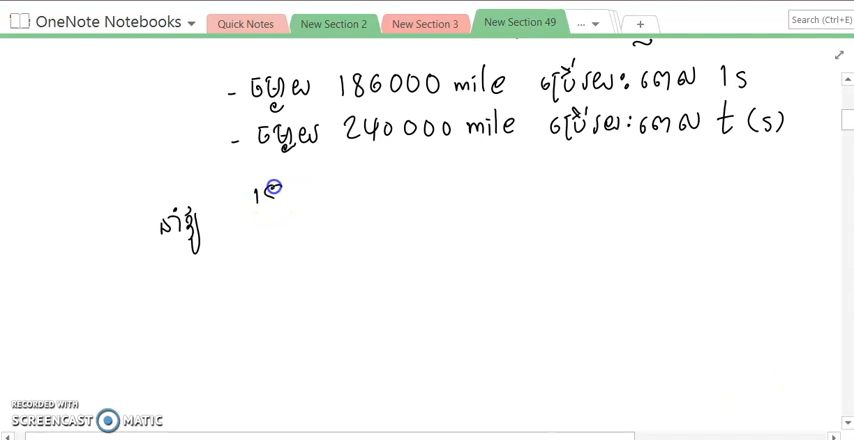 OneNote Notebooks
Quick Notes
New Section 2
New Section 3
New Section 49
...
+
Search (Ctrl+E)
- ចម្ងាយ 186000 mile ប្រើរយៈពេល 1s
- ចម្ងាយ 240000 mile ប្រើរយៈពេល t (s)
នាំឱ្យ
RECORDED WITH
SCREENCAST MATIC